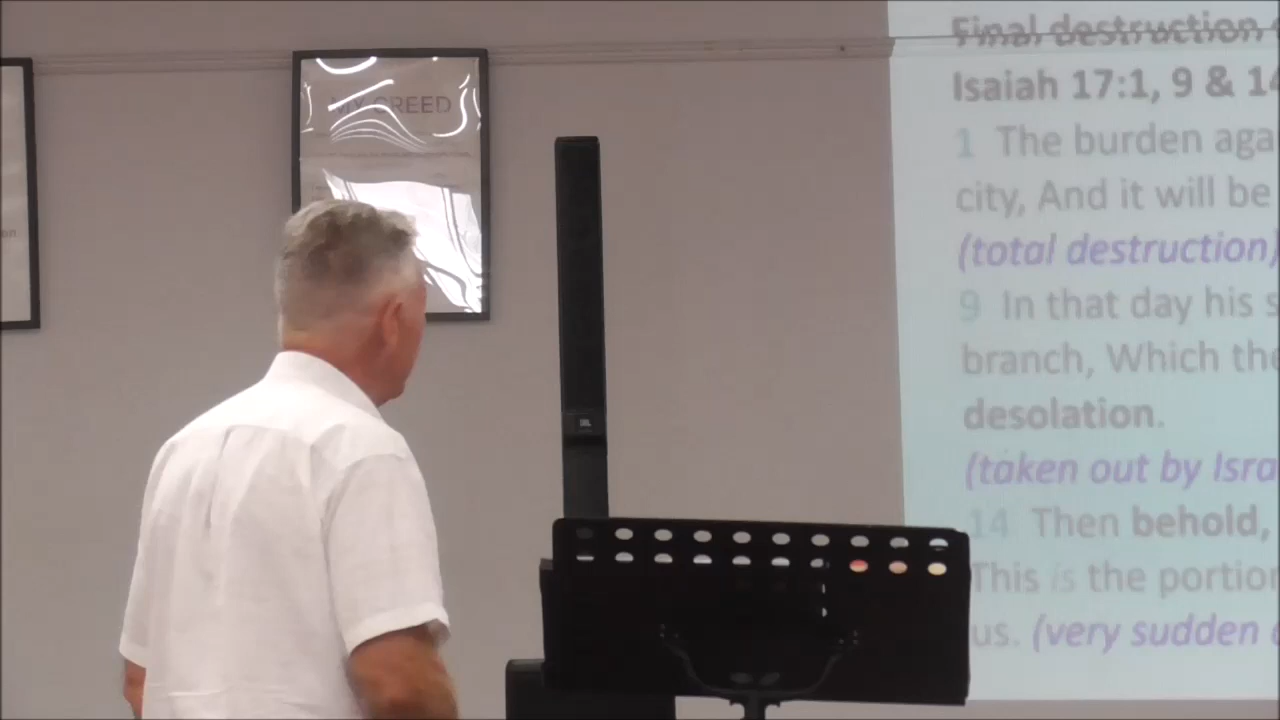 on
MY CREED
JBL
Final destruction
Isaiah 17:1, 9 & 14
1 The burden aga
city, And it will be
(total destruction)
9 In that day his s
branch, Which the
desolation.
(taken out by Isra
14 Then behold,
This is the portion
us. (very sudden